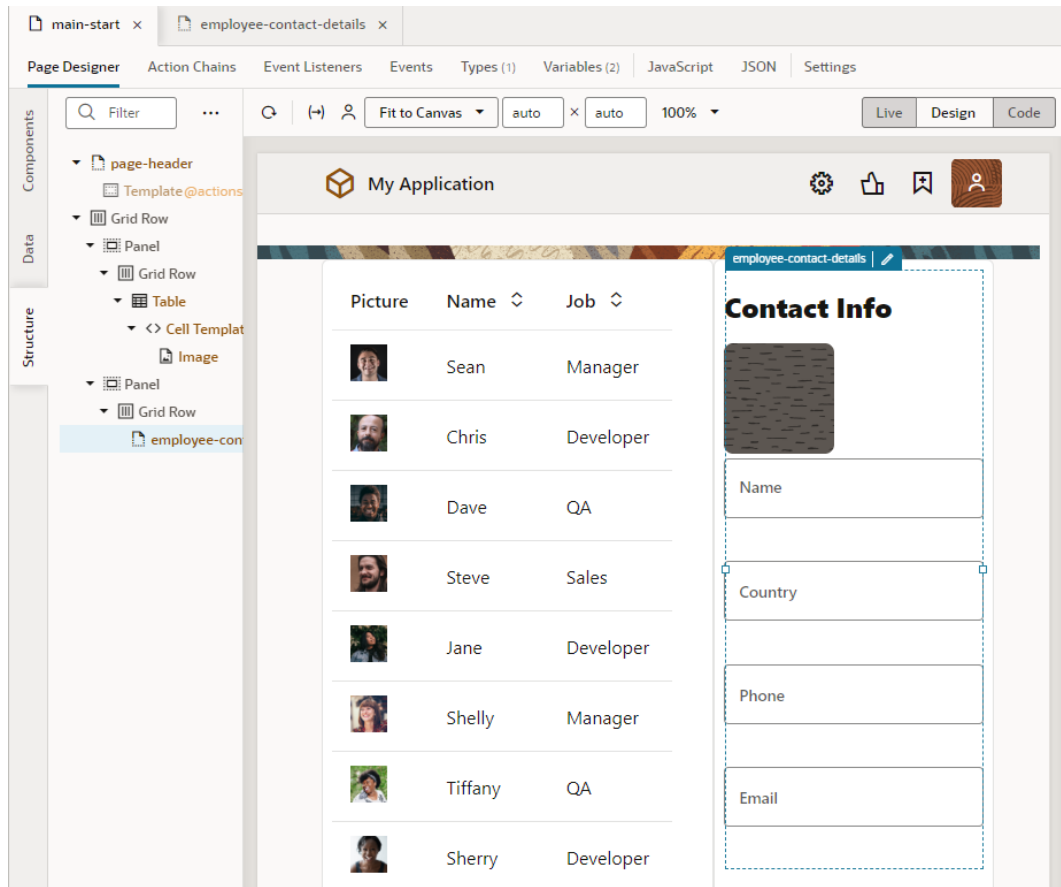 main-start × employee-contact-details ×
Page Designer Action Chains Event Listeners Events Types (1) Variables (2) JavaScript JSON Settings
Components
Data
Structure
Filter ...
page-header
Template@actions
Grid Row
Panel
Grid Row
Table
<> Cell Templat
Image
Panel
Grid Row
employee-con
Fit to Canvas auto × auto 100% Live Design Code
My Application
employee-contact-details
Picture Name Job
Sean Manager
Chris Developer
Dave QA
Steve Sales
Jane Developer
Shelly Manager
Tiffany QA
Sherry Developer
Contact Info
Name
Country
Phone
Email